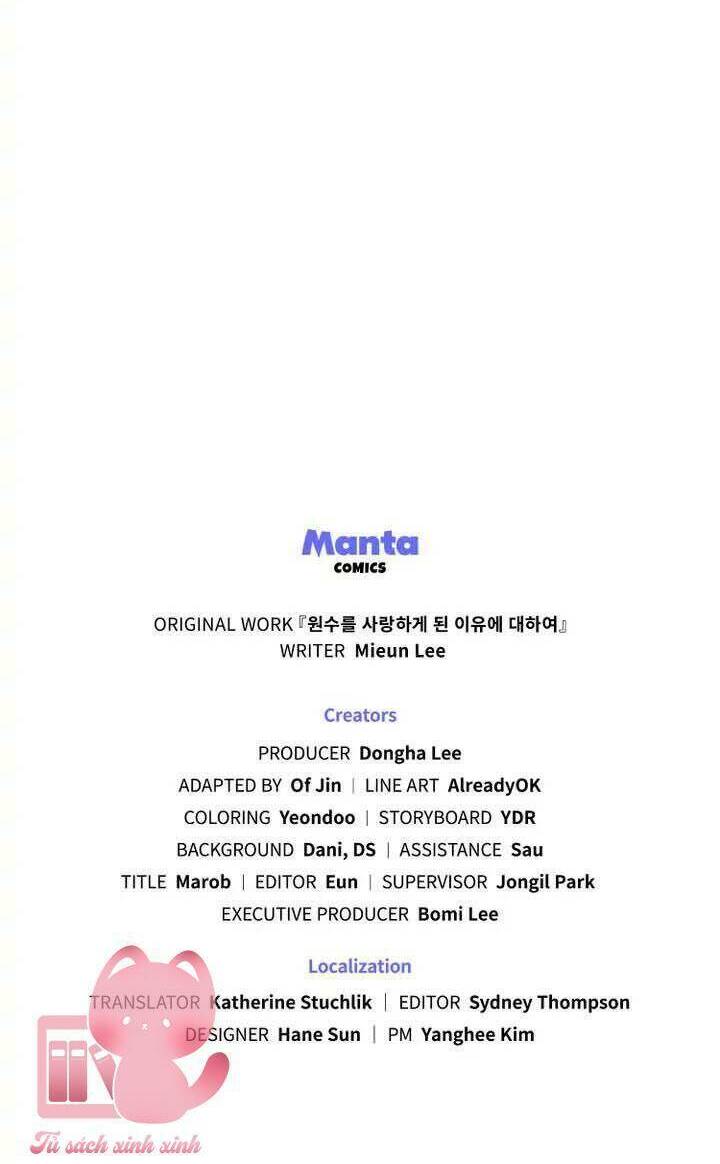 Manta
COMICS
ORIGINAL WORK『원수를 사랑하게 된 이유에 대하여』
WRITER Mieun Lee
Creators
PRODUCER Dongha Lee
ADAPTED BY Of Jin | LINE ART AlreadyOK
COLORING Yeondoo | STORYBOARD YDR
BACKGROUND Dani, DS | ASSISTANCE Sau
TITLE Marob | EDITOR Eun | SUPERVISOR Jongil Park
EXECUTIVE PRODUCER Bomi Lee
Localization
TRANSLATOR Katherine Stuchlik | EDITOR Sydney Thompson
DESIGNER Hane Sun | PM Yanghee Kim
Tủ sách xinh xinh